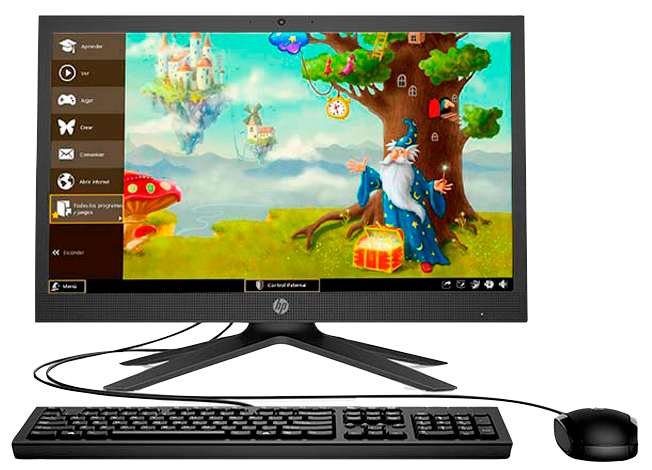 Aprender
Ver
Jugar
Crear
Comunicar
Abrir internet
Todos los programas
y juegos
Esconder
Menú
Control Paternal
hp